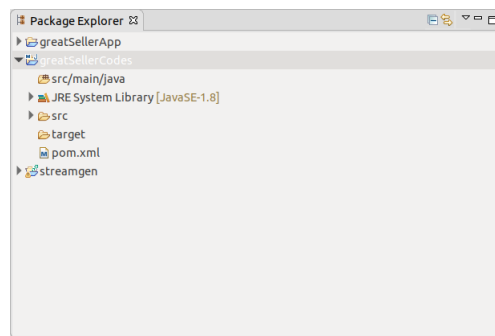 Package Explorer
greatSellerApp
greatSellerCodes
src/main/java
JRE System Library [JavaSE-1.8]
src
target
pom.xml
streamgen